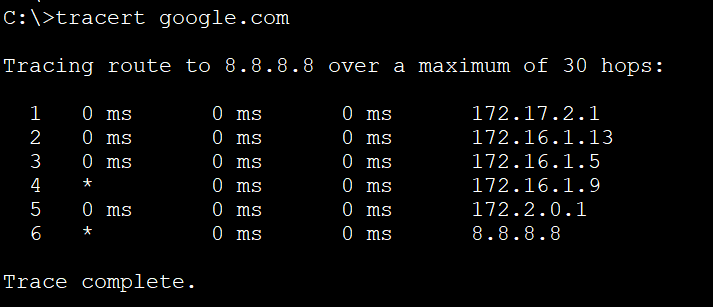 C:\>tracert google.com
Tracing route to 8.8.8.8 over a maximum of 30 hops:
1 0 ms 0 ms 0 ms 172.17.2.1
2 0 ms 0 ms 0 ms 172.16.1.13
3 0 ms 0 ms 0 ms 172.16.1.5
4 * 0 ms 0 ms 172.16.1.9
5 0 ms 0 ms 0 ms 172.2.0.1
6 * 0 ms 0 ms 8.8.8.8
Trace complete.